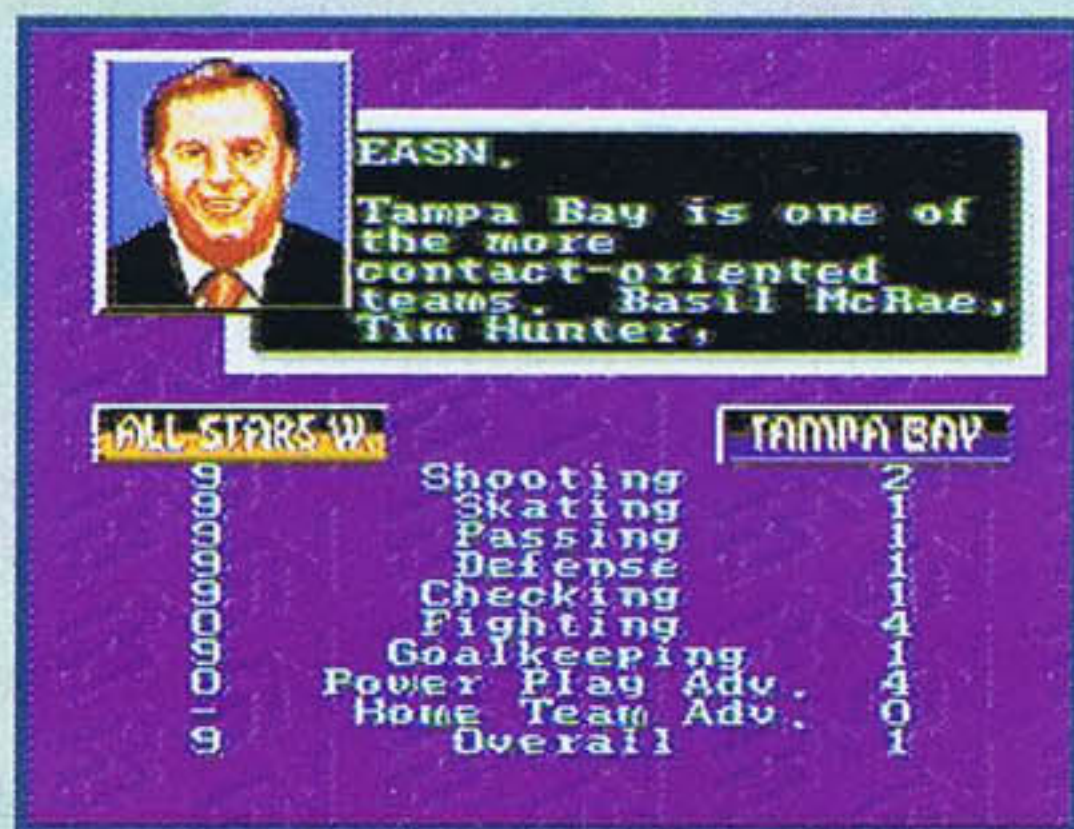 EASN.
Tampa Bay is one of
the more
contact-oriented
teams. Basil McRae,
Tim Hunter,
ALL STARS W. TAMPA BAY
9 Shooting 2
9 Skating 1
9 Passing 1
9 Defense 1
9 Checking 1
0 Fighting 4
9 Goalkeeping 1
0 Power Play Adv. 4
- Home Team Adv. 0
9 Overall 1